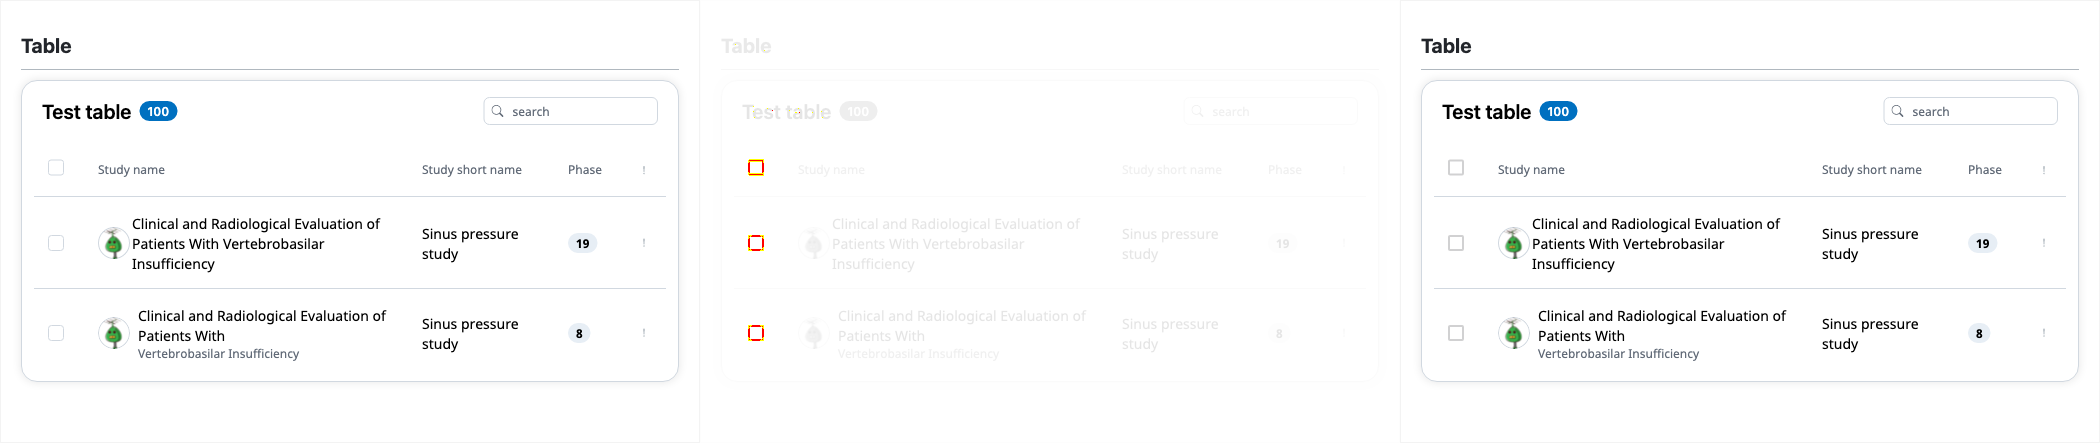 Table
Test table 100 search
Study name Study short name Phase
Clinical and Radiological Evaluation of
Patients With Vertebrobasilar
Insufficiency
Sinus pressure
study
19
Clinical and Radiological Evaluation of
Patients With
Vertebrobasilar Insufficiency
Sinus pressure
study
8
Table
Test table 100 search
Study name Study short name Phase
Clinical and Radiological Evaluation of
Patients With Vertebrobasilar
Insufficiency
Sinus pressure
study
19
Clinical and Radiological Evaluation of
Patients With
Vertebrobasilar Insufficiency
Sinus pressure
study
8
Table
Test table 100 search
Study name Study short name Phase
Clinical and Radiological Evaluation of
Patients With Vertebrobasilar
Insufficiency
Sinus pressure
study
19
Clinical and Radiological Evaluation of
Patients With
Vertebrobasilar Insufficiency
Sinus pressure
study
8